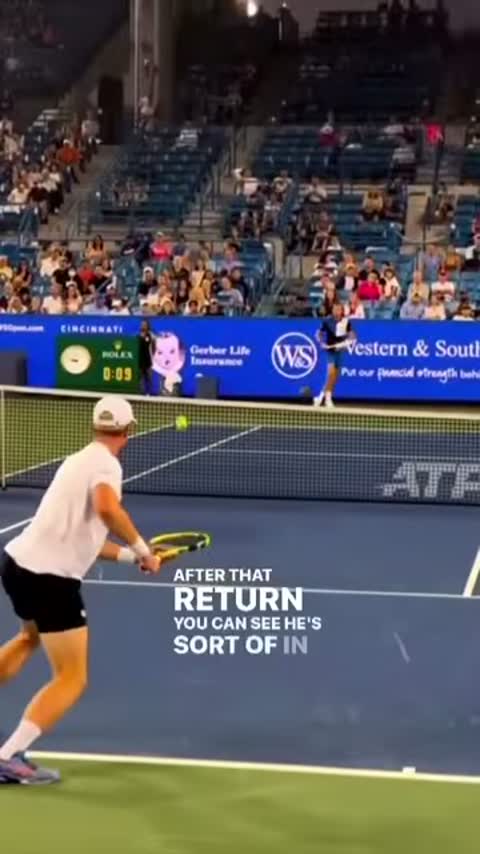 CINCINNATI
ROLEX
0:09
Gerber Life
Insurance
W&S
Western & South
Put our financial strength behi
ATP
AFTER THAT
RETURN
YOU CAN SEE HE'S
SORT OF IN